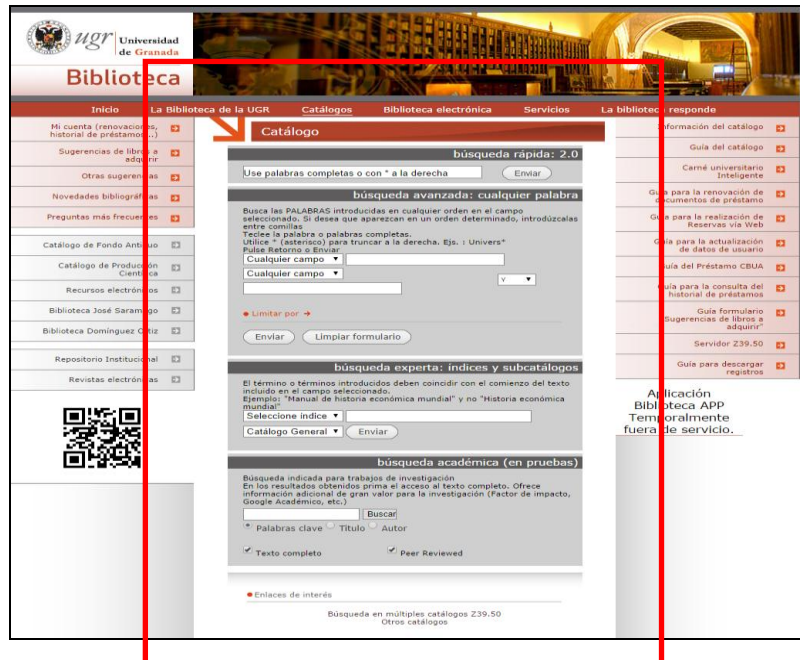 ugr Universidad
de Granada
Biblioteca
Inicio La Biblioteca de la UGR Catálogos Biblioteca electrónica Servicios La biblioteca responde
Mi cuenta (renovaciones,
historial de préstamos...)
Sugerencias de libros a
adquirir
Otras sugerencias
Novedades bibliográficas
Preguntas más frecuentes
Catálogo de Fondo Antiguo
Catálogo de Producción
Científica
Recursos electrónicos
Biblioteca José Saramago
Biblioteca Domínguez Ortiz
Repositorio Institucional
Revistas electrónicas
Catálogo
búsqueda rápida: 2.0
Use palabras completas o con * a la derecha Enviar
búsqueda avanzada: cualquier palabra
Busca las PALABRAS introducidas en cualquier orden en el campo
seleccionado. Si desea que aparezcan en un orden determinado, introdúzcalas
entre comillas
Teclee la palabra o palabras completas.
Utilice * (asterisco) para truncar a la derecha. Ejs. : Univers*
Pulse Retorno o Enviar
Cualquier campo
Cualquier campo
Y
Limitar por
Enviar Limpiar formulario
búsqueda experta: índices y subcatálogos
El término o términos introducidos deben coincidir con el comienzo del texto
incluido en el campo seleccionado.
Ejemplo: "Manual de historia económica mundial" y no "Historia económica
mundial"
Seleccione índice
Catálogo General Enviar
búsqueda académica (en pruebas)
Búsqueda indicada para trabajos de investigación
En los resultados obtenidos prima el acceso al texto completo. Ofrece
información adicional de gran valor para la investigación (Factor de impacto,
Google Académico, etc.)
Buscar
Palabras clave Título Autor
Texto completo Peer Reviewed
Enlaces de interés
Búsqueda en múltiples catálogos Z39.50
Otros catálogos
Información del catálogo
Guía del catálogo
Carné universitario
Inteligente
Guía para la renovación de
documentos de préstamo
Guía para la realización de
Reservas vía Web
Guía para la actualización
de datos de usuario
Guía del Préstamo CBUA
Guía para la consulta del
historial de préstamos
Guía formulario
"Sugerencias de libros a
adquirir"
Servidor Z39.50
Guía para descargar
registros
Aplicación
Biblioteca APP
Temporalmente
fuera de servicio.